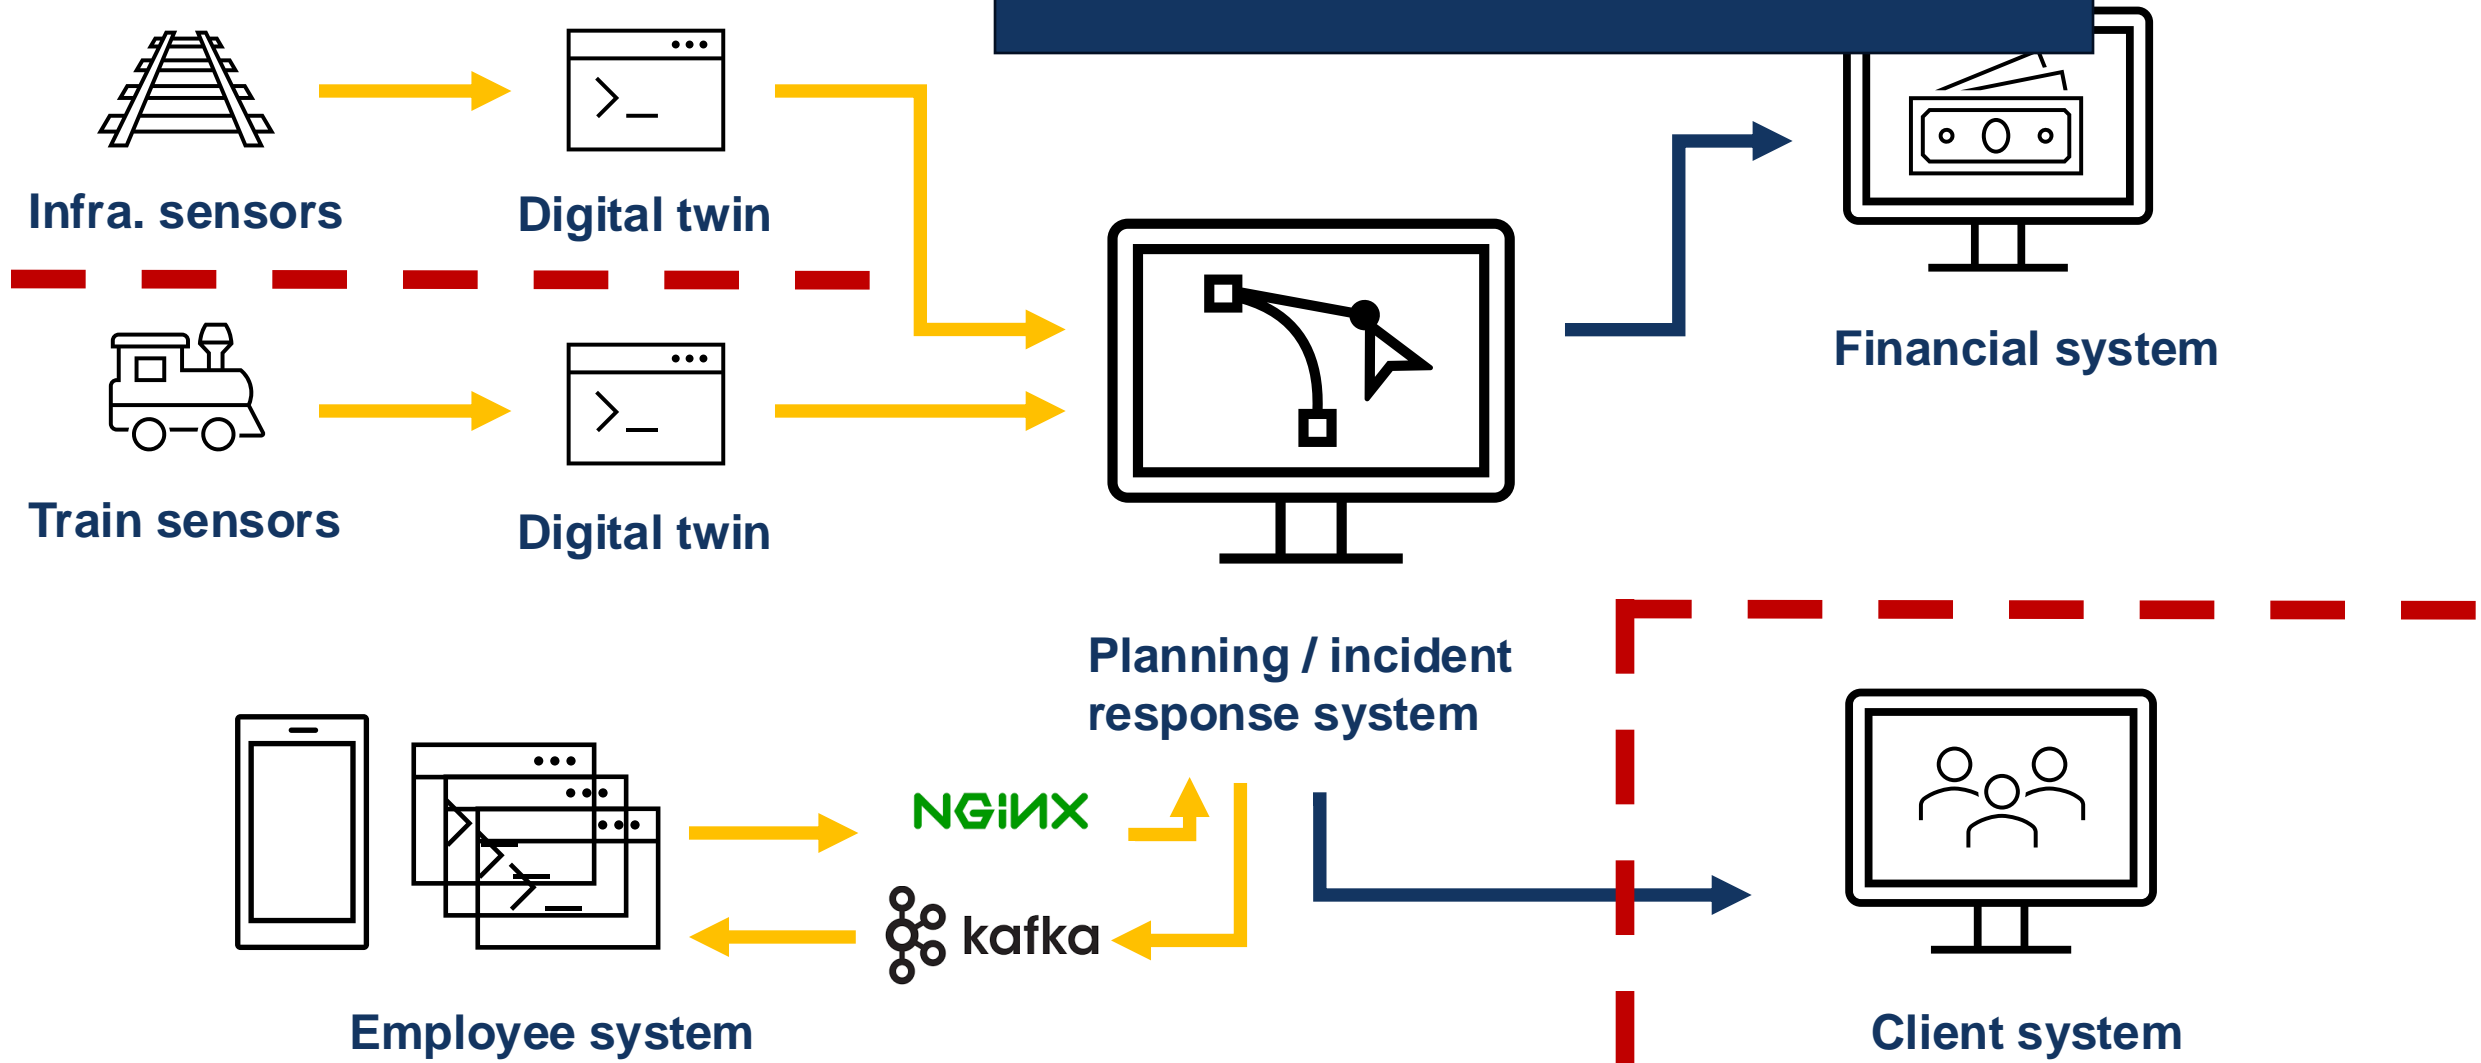 Infra. sensors
Digital twin
Financial system
Train sensors
Digital twin
Planning / incident
response system
NGiNX
kafka
Employee system
Client system